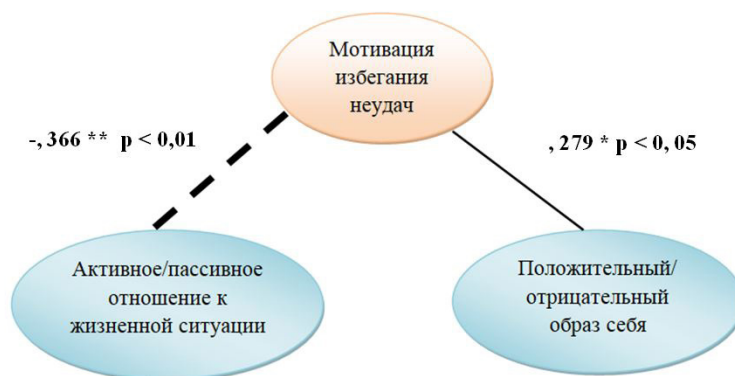 Мотивация
избегания
неудач
-, 366 ** p < 0,01
, 279 * p < 0, 05
Активное/пассивное
отношение к
жизненной ситуации
Положительный/
отрицательный
образ себя